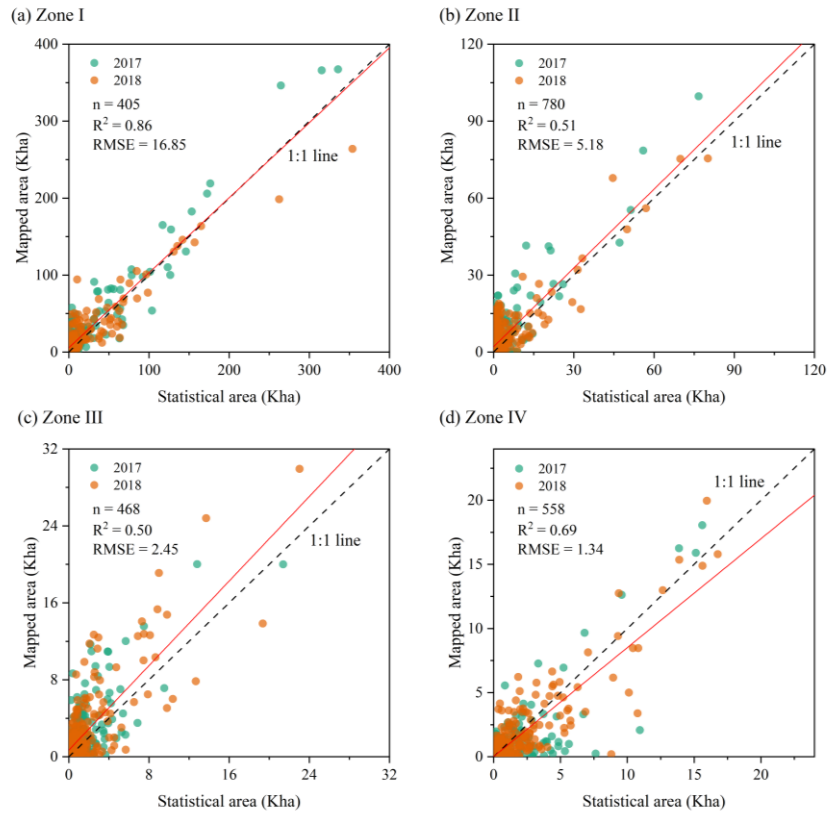 (a) Zone I
400
300
200
100
0
Mapped area (Kha)
2017
2018
n = 405
R² = 0.86
RMSE = 16.85
1:1 line
0 100 200 300 400
Statistical area (Kha)
(b) Zone II
120
90
60
30
0
Mapped area (Kha)
2017
2018
n = 780
R² = 0.51
RMSE = 5.18
1:1 line
0 30 60 90 120
Statistical area (Kha)
(c) Zone III
32
24
16
8
0
Mapped area (Kha)
2017
2018
n = 468
R² = 0.50
RMSE = 2.45
1:1 line
0 8 16 24 32
Statistical area (Kha)
(d) Zone IV
20
15
10
5
0
Mapped area (Kha)
2017
2018
n = 558
R² = 0.69
RMSE = 1.34
1:1 line
0 5 10 15 20
Statistical area (Kha)